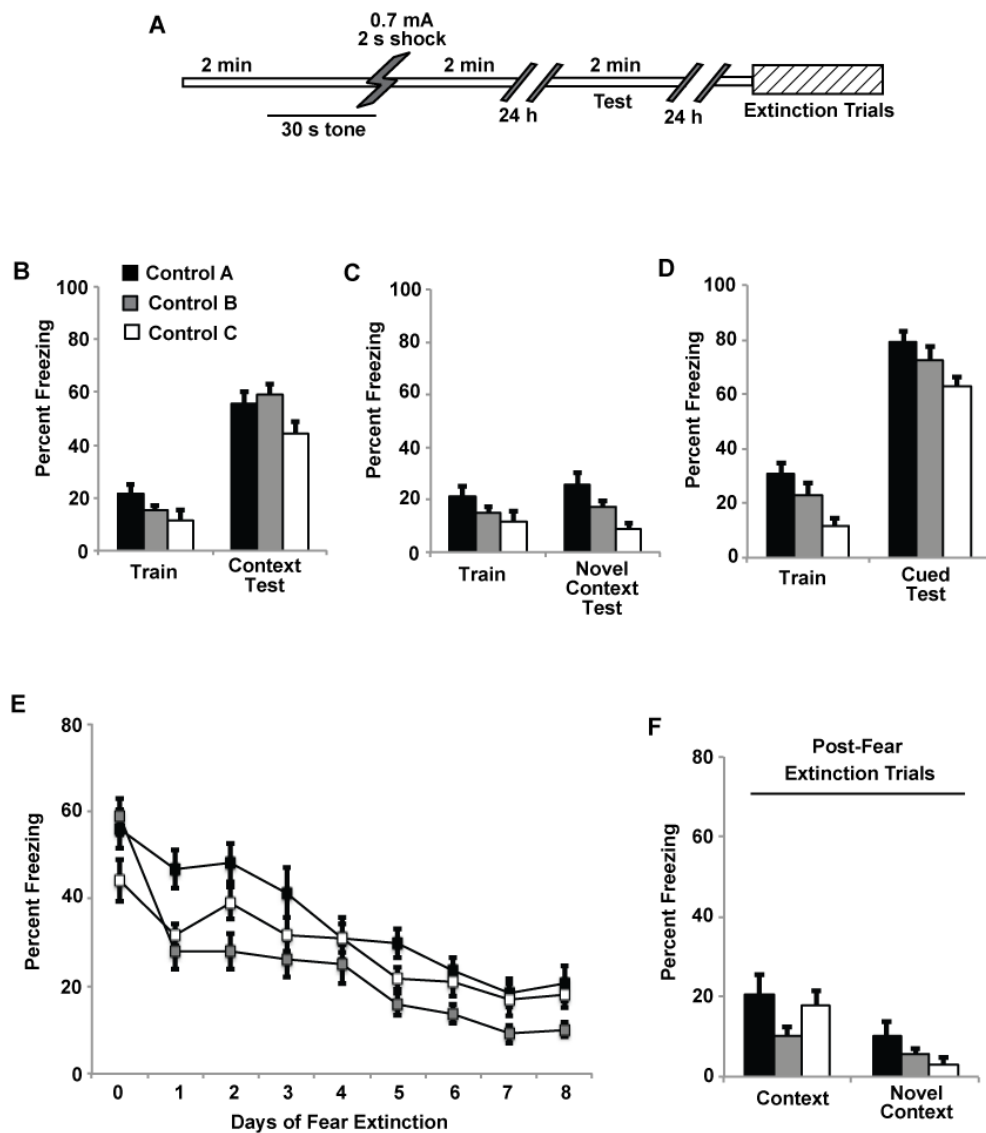 A
0.7 mA
2 s shock
2 min
2 min
2 min
30 s tone
24 h
Test
24 h
Extinction Trials
B
Control A
Control B
Control C
Percent Freezing
100
80
60
40
20
0
Train
Context
Test
C
Percent Freezing
100
80
60
40
20
0
Train
Novel
Context
Test
D
Percent Freezing
100
80
60
40
20
0
Train
Cued
Test
E
Percent Freezing
80
60
40
20
0
0 1 2 3 4 5 6 7 8
Days of Fear Extinction
F
Post-Fear
Extinction Trials
Percent Freezing
80
60
40
20
0
Context
Novel
Context